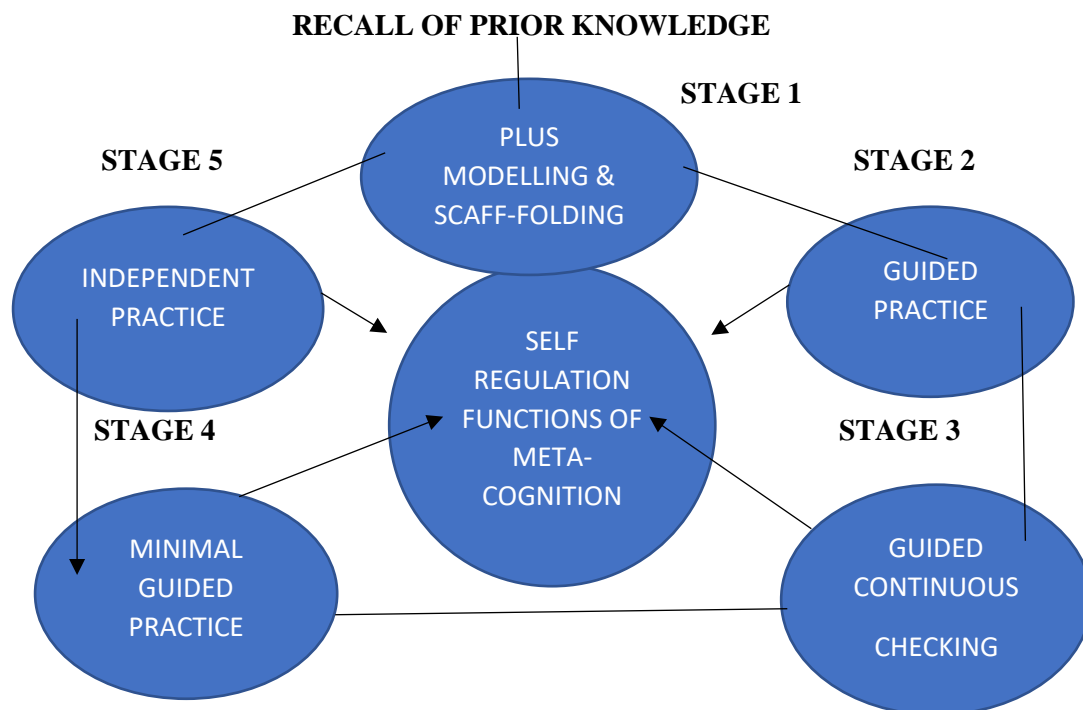 RECALL OF PRIOR KNOWLEDGE
STAGE 1
PLUS
MODELLING &
SCAFF-FOLDING
STAGE 5
STAGE 2
INDEPENDENT
PRACTICE
GUIDED
PRACTICE
SELF
REGULATION
FUNCTIONS OF
META-
COGNITION
STAGE 4
STAGE 3
MINIMAL
GUIDED
PRACTICE
GUIDED
CONTINUOUS
CHECKING